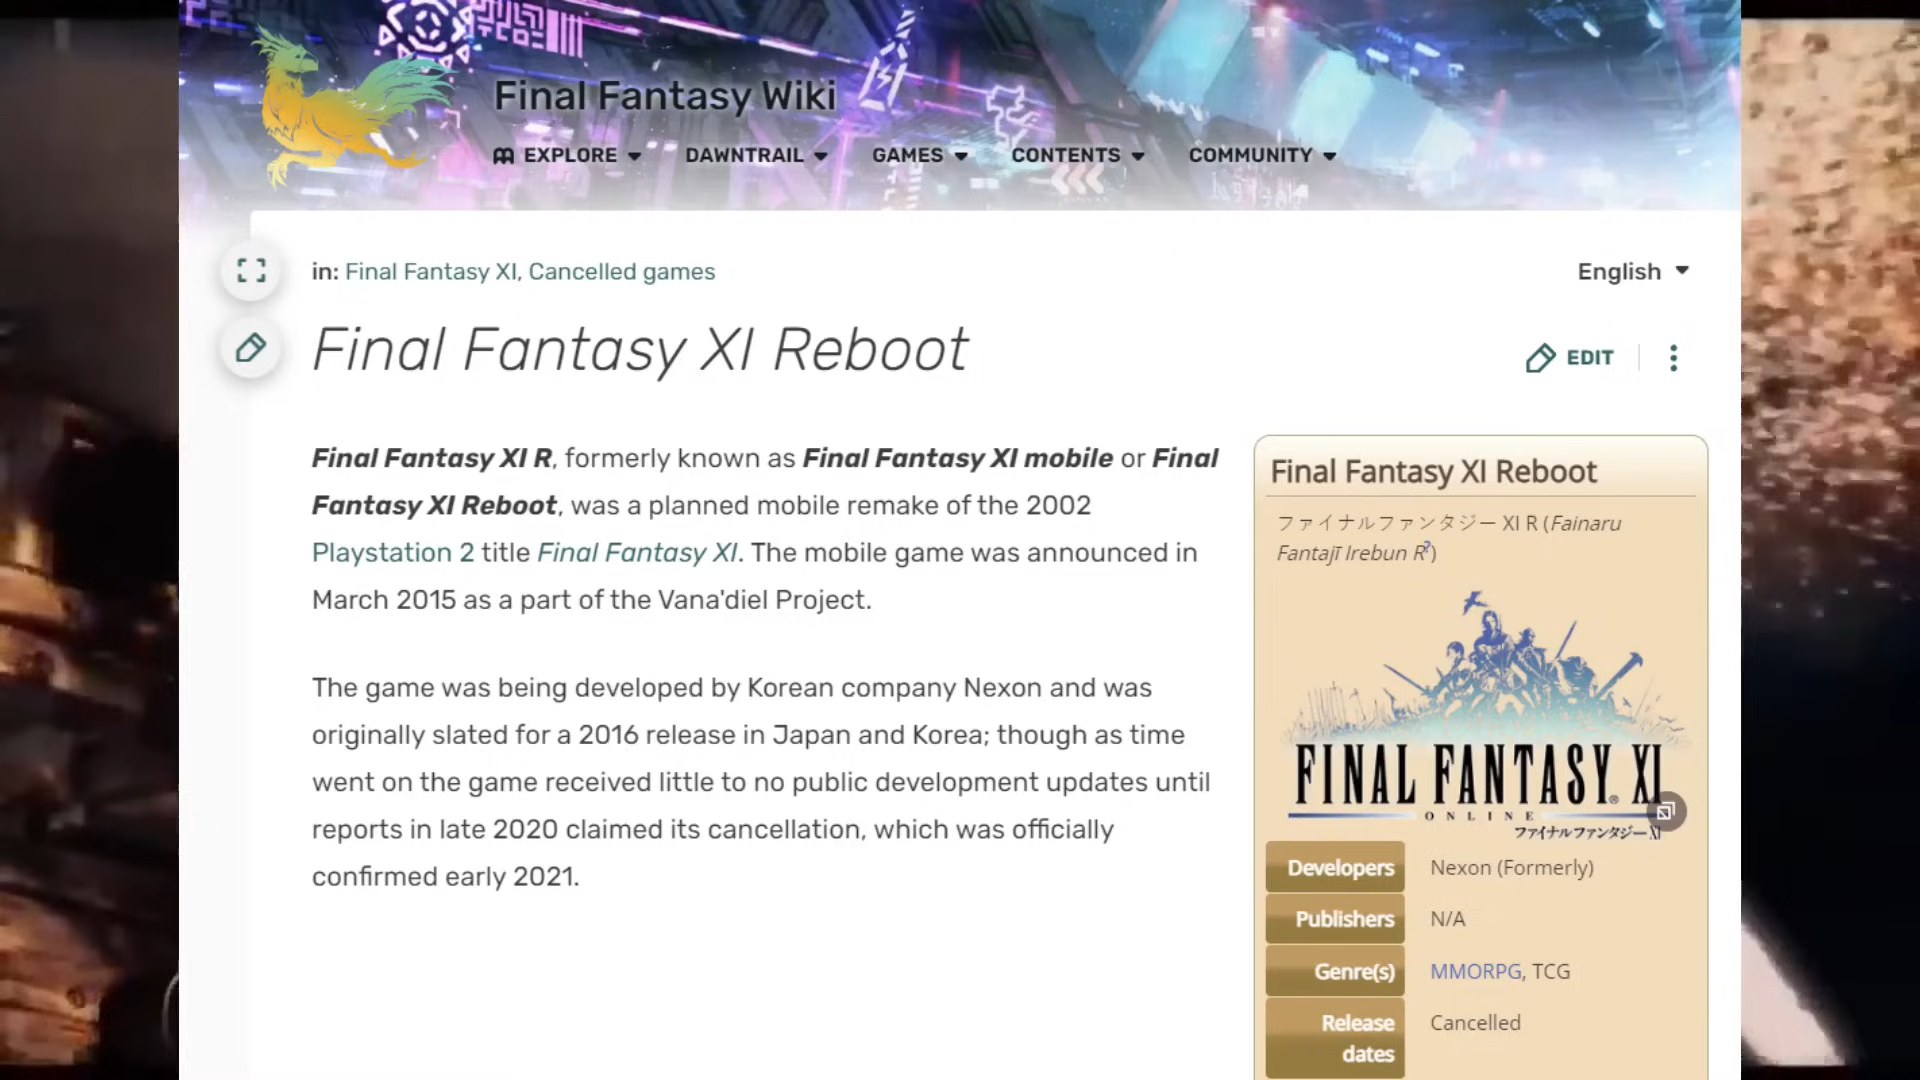 Final Fantasy Wiki
EXPLORE DAWNTRAIL GAMES CONTENTS COMMUNITY
in: Final Fantasy XI, Cancelled games
English
Final Fantasy XI Reboot
EDIT
Final Fantasy XI R, formerly known as Final Fantasy XI mobile or Final
Fantasy XI Reboot, was a planned mobile remake of the 2002
Playstation 2 title Final Fantasy XI. The mobile game was announced in
March 2015 as a part of the Vana'diel Project.
The game was being developed by Korean company Nexon and was
originally slated for a 2016 release in Japan and Korea; though as time
went on the game received little to no public development updates until
reports in late 2020 claimed its cancellation, which was officially
confirmed early 2021.
Final Fantasy XI Reboot
ファイナルファンタジー XI R (Fainaru
Fantajī Irebun R?)
FINAL FANTASY® XI
ONLINE
ファイナルファンタジーXI
Developers Nexon (Formerly)
Publishers N/A
Genre(s) MMORPG, TCG
Release Cancelled
dates